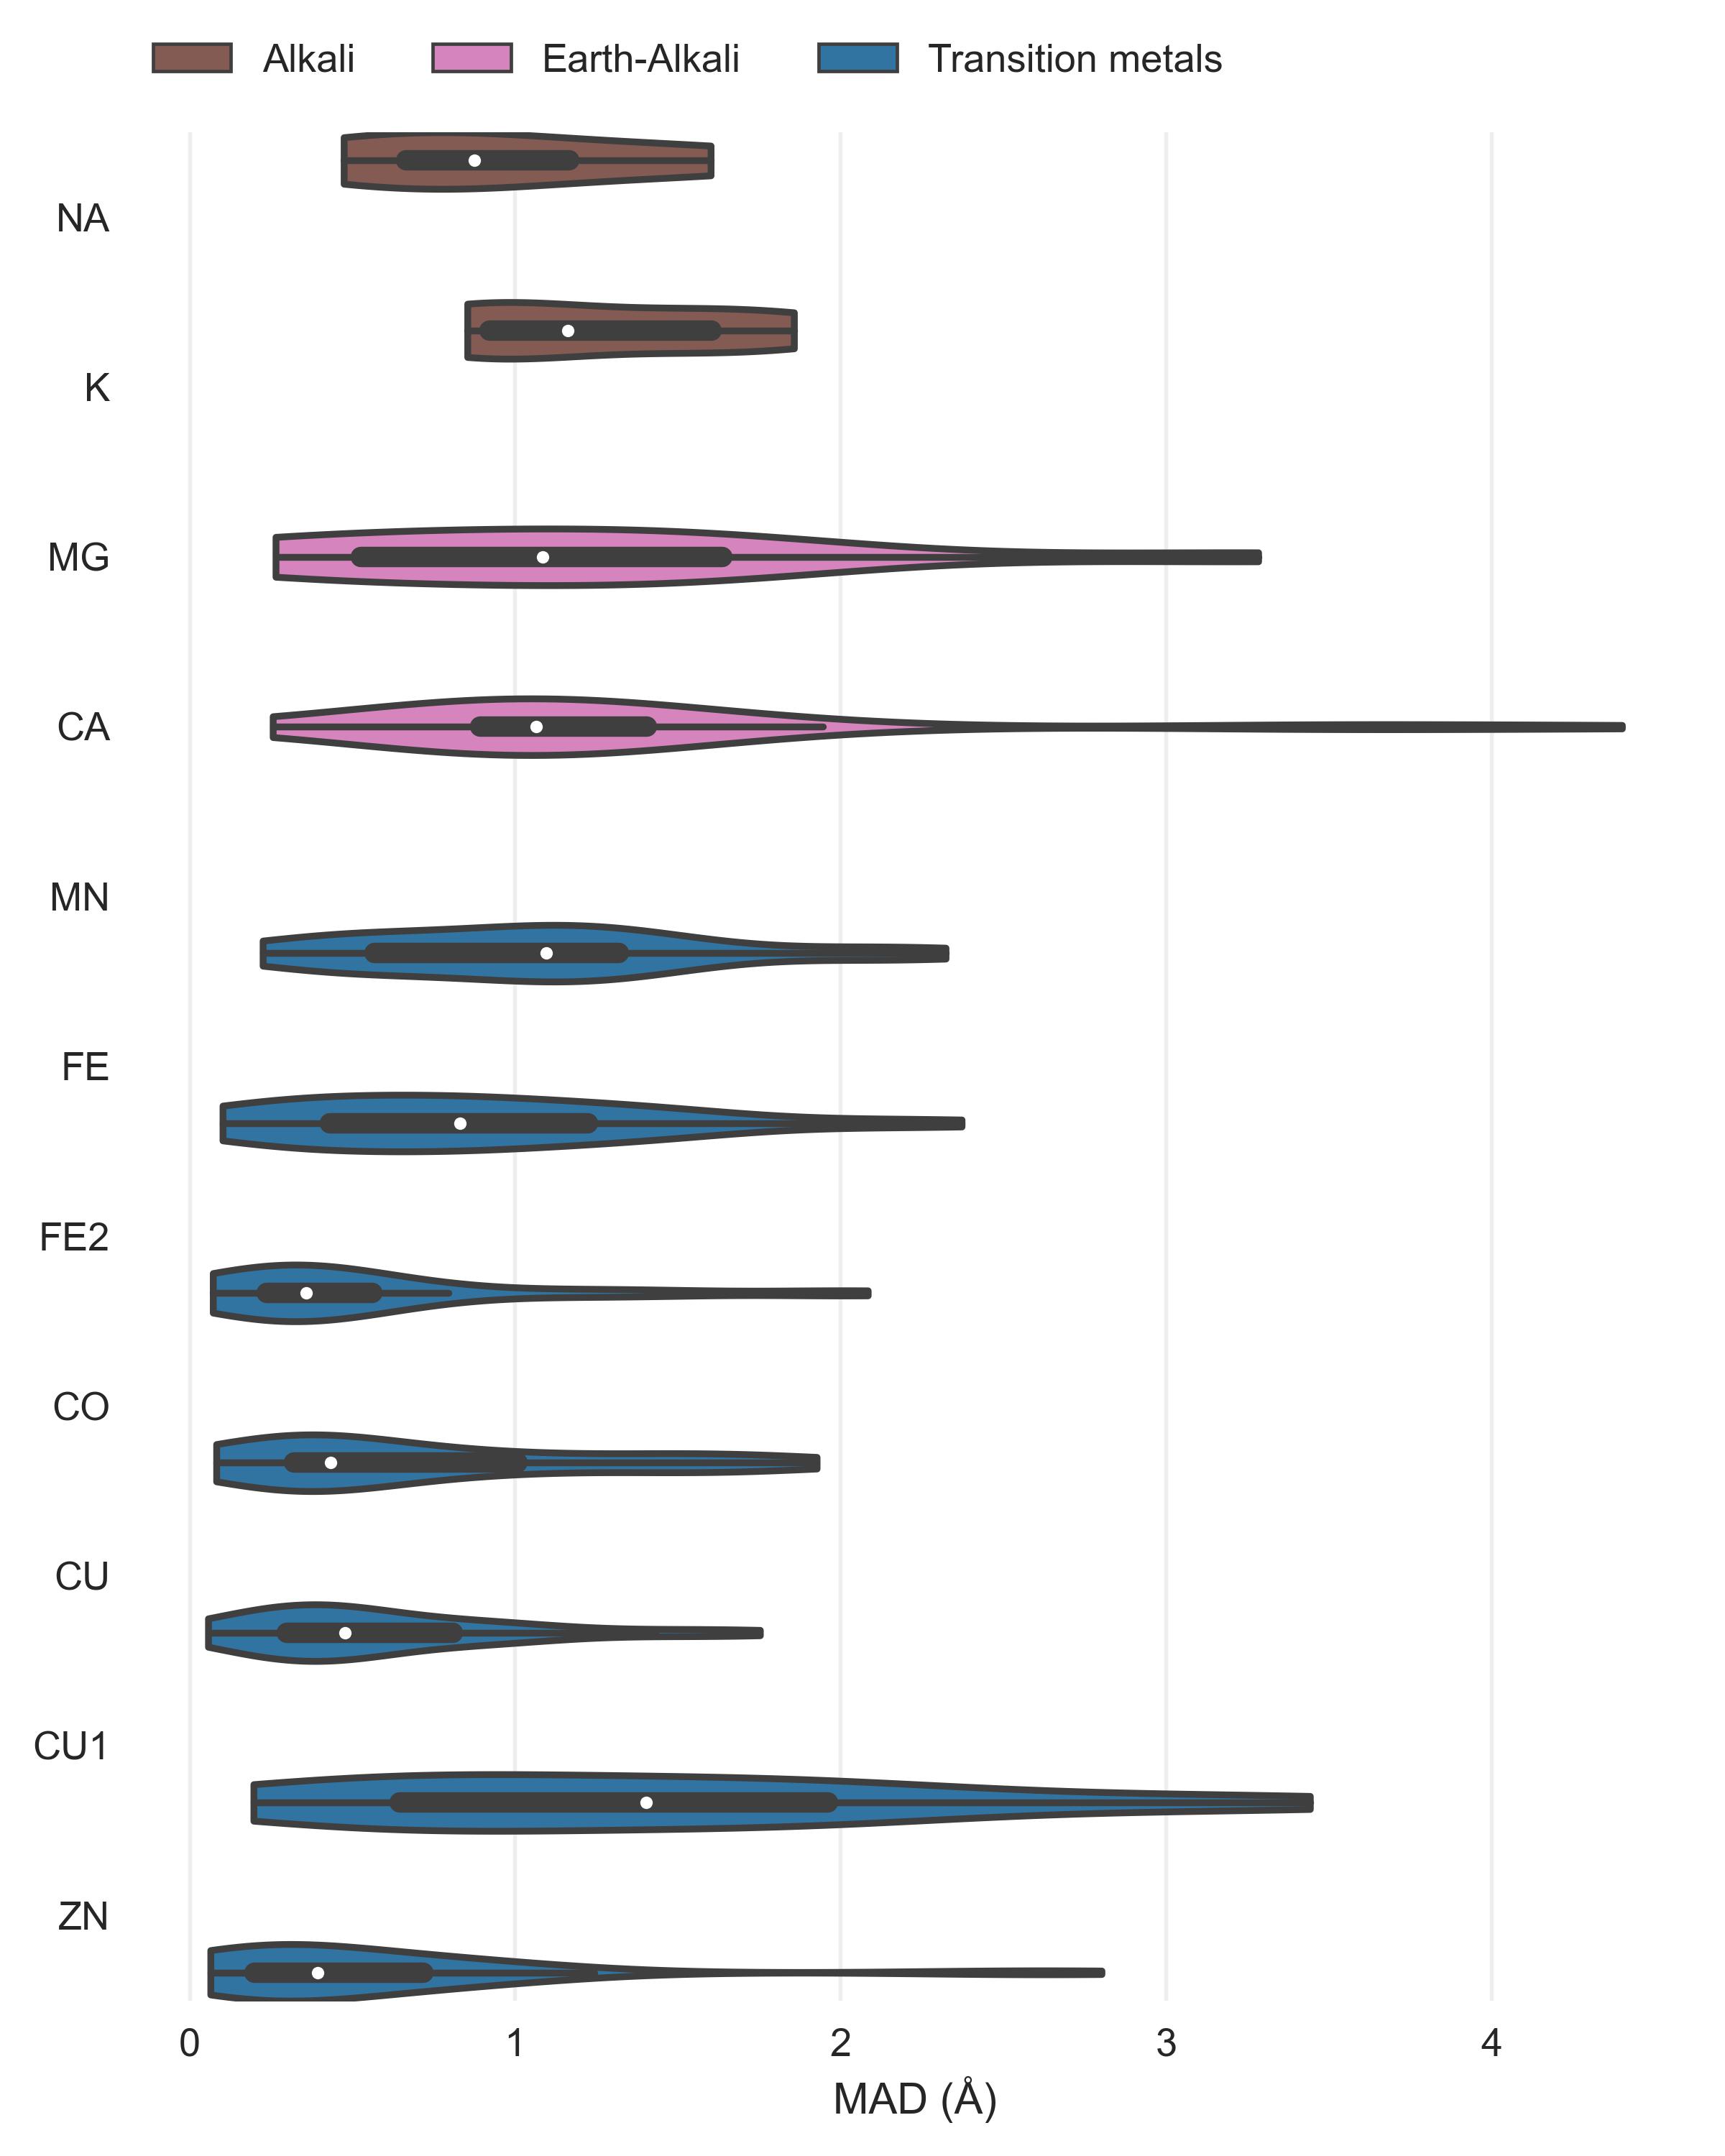 Alkali Earth-Alkali Transition metals
NA
K
MG
CA
MN
FE
FE2
CO
CU
CU1
ZN
0 1 2 3 4
MAD (Å)